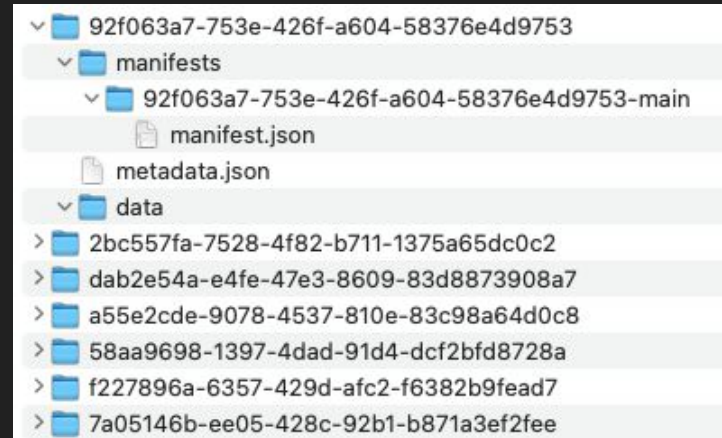 92f063a7-753e-426f-a604-58376e4d9753
manifests
92f063a7-753e-426f-a604-58376e4d9753-main
manifest.json
metadata.json
data
2bc557fa-7528-4f82-b711-1375a65dc0c2
dab2e54a-e4fe-47e3-8609-83d8873908a7
a55e2cde-9078-4537-810e-83c98a64d0c8
58aa9698-1397-4dad-91d4-dcf2bfd8728a
f227896a-6357-429d-afc2-f6382b9fead7
7a05146b-ee05-428c-92b1-b871a3ef2fee